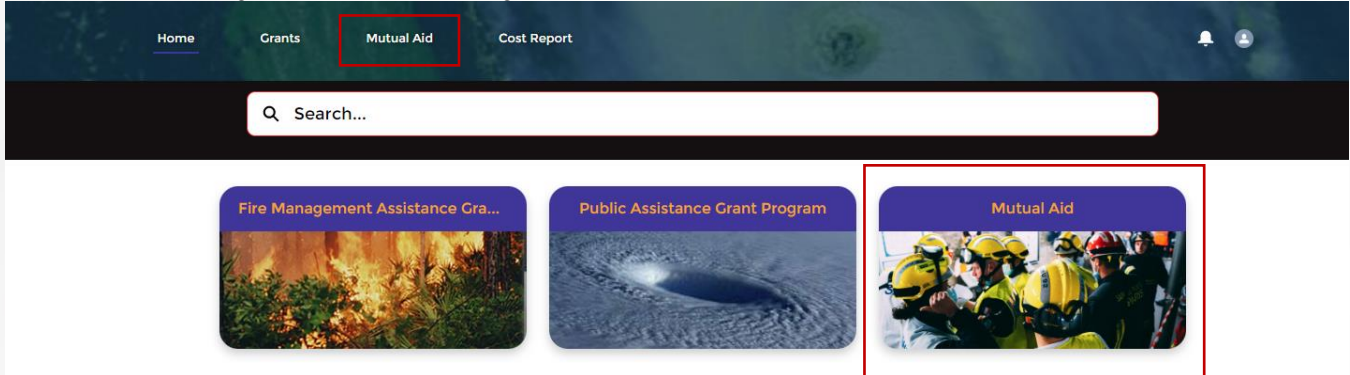 Home Grants Mutual Aid Cost Report
Search...
Fire Management Assistance Gra... Public Assistance Grant Program Mutual Aid